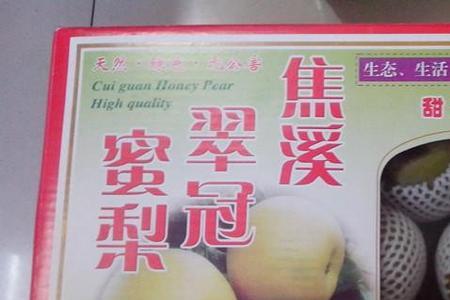 天然·绿色·无公害
Cui guan Honey Pear
High quality
焦溪
翠冠
蜜梨
生态、生活
甜